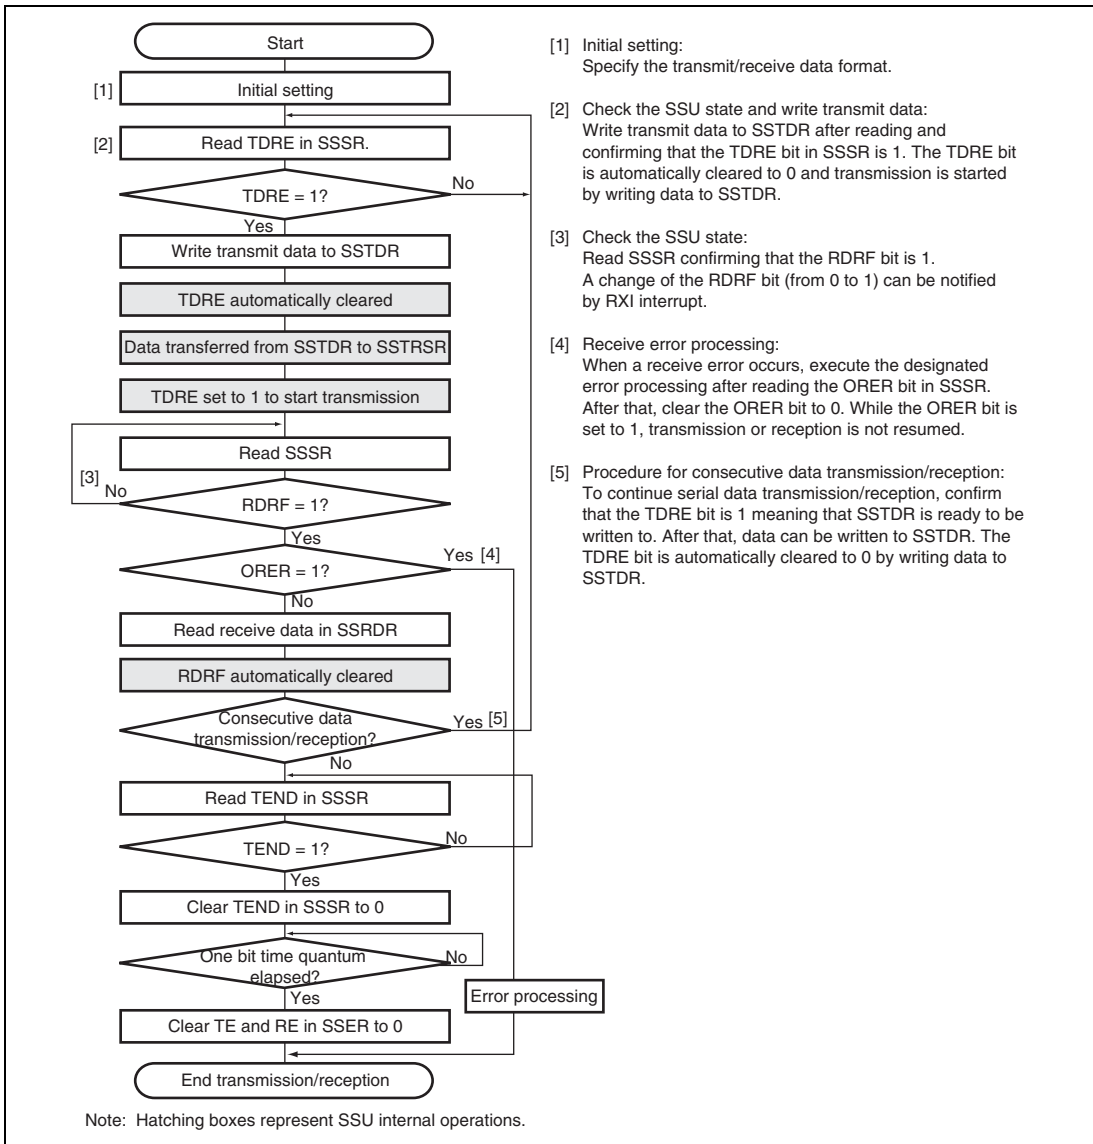 Start
[1] Initial setting
[2] Read TDRE in SSSR.
TDRE = 1?
No
Yes
Write transmit data to SSTDR
TDRE automatically cleared
Data transferred from SSTDR to SSTRSR
TDRE set to 1 to start transmission
Read SSSR
[3]
No
RDRF = 1?
Yes
Yes [4]
ORER = 1?
No
Read receive data in SSRDR
RDRF automatically cleared
Consecutive data
transmission/reception?
Yes [5]
No
Read TEND in SSSR
TEND = 1?
No
Yes
Clear TEND in SSSR to 0
One bit time quantum
elapsed?
No
Yes
Error processing
Clear TE and RE in SSER to 0
End transmission/reception
[1] Initial setting:
Specify the transmit/receive data format.
[2] Check the SSU state and write transmit data:
Write transmit data to SSTDR after reading and
confirming that the TDRE bit in SSSR is 1. The TDRE bit
is automatically cleared to 0 and transmission is started
by writing data to SSTDR.
[3] Check the SSU state:
Read SSSR confirming that the RDRF bit is 1.
A change of the RDRF bit (from 0 to 1) can be notified
by RXI interrupt.
[4] Receive error processing:
When a receive error occurs, execute the designated
error processing after reading the ORER bit in SSSR.
After that, clear the ORER bit to 0. While the ORER bit is
set to 1, transmission or reception is not resumed.
[5] Procedure for consecutive data transmission/reception:
To continue serial data transmission/reception, confirm
that the TDRE bit is 1 meaning that SSTDR is ready to be
written to. After that, data can be written to SSTDR. The
TDRE bit is automatically cleared to 0 by writing data to
SSTDR.
Note: Hatching boxes represent SSU internal operations.